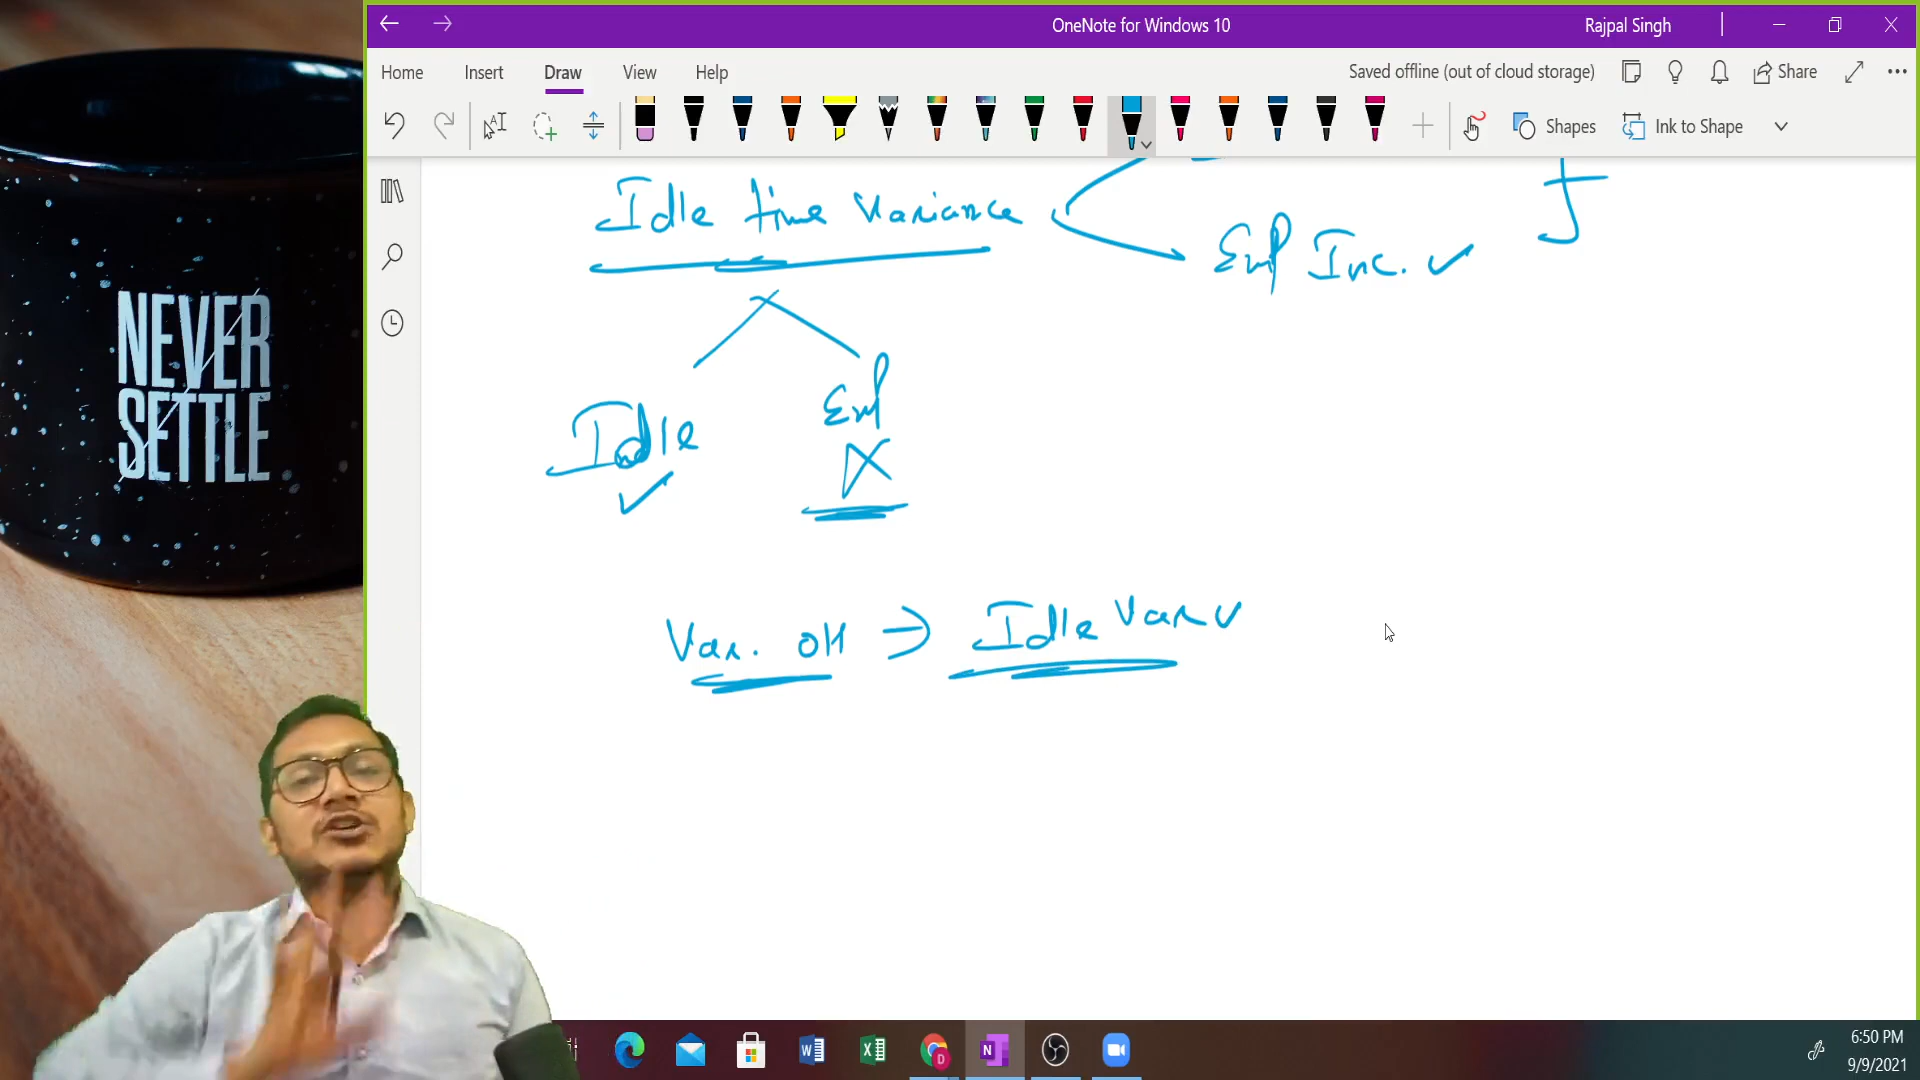 OneNote for Windows 10
Rajpal Singh
Home Insert Draw View Help
Saved offline (out of cloud storage)
Share
Shapes
Ink to Shape
NEVER
SETTLE
Idle time Variance
Emp Inc. ✓
Idle
✓
Emp
X
Var. OH → Idle Var ✓
6:50 PM
9/9/2021